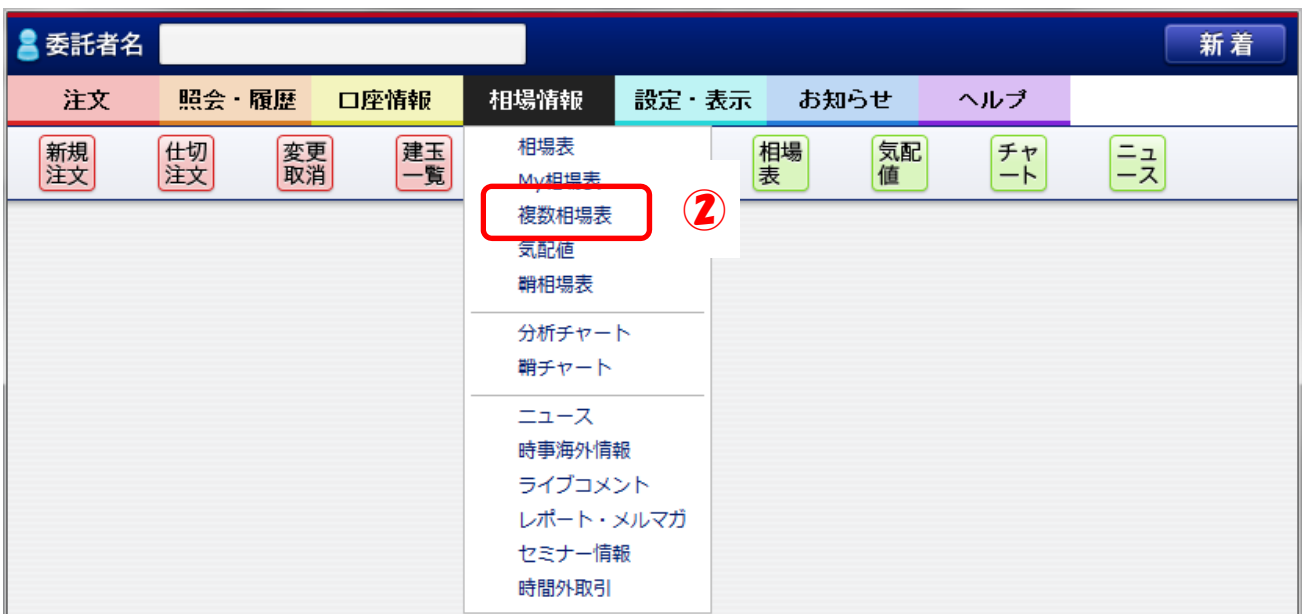 委託者名
新着
注文 照会・履歴 口座情報 相場情報 設定・表示 お知らせ ヘルプ
新規
注文
仕切
注文
変更
取消
建玉
一覧
相場
表
気配
値
チャ
ート
ニュ
ース
相場表
My相場表
複数相場表
②
気配値
鞘相場表
分析チャート
鞘チャート
ニュース
時事海外情報
ライブコメント
レポート・メルマガ
セミナー情報
時間外取引